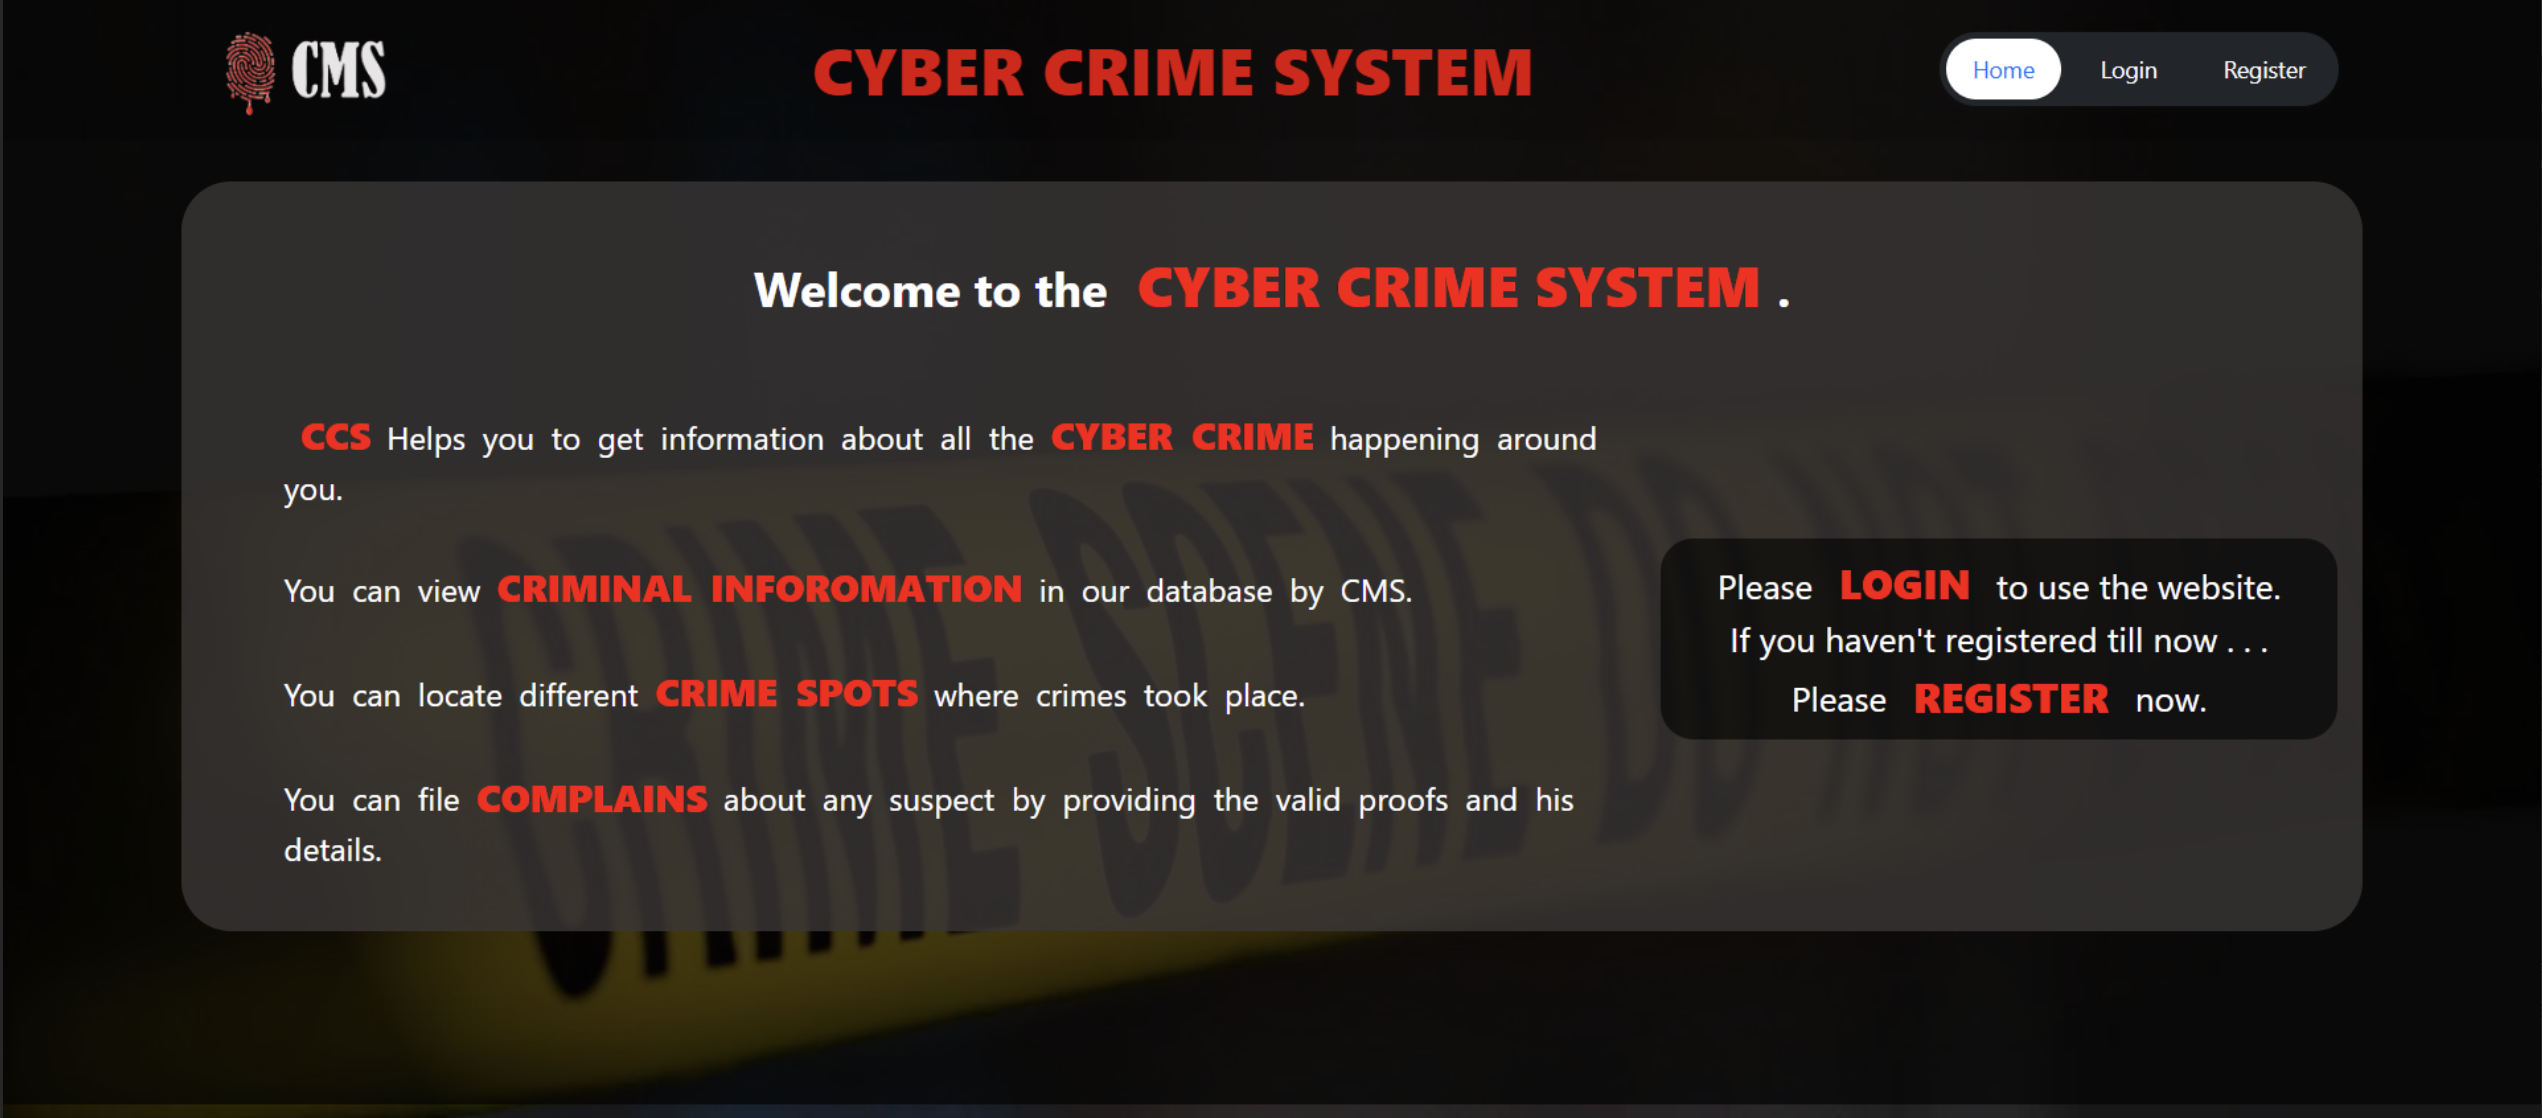 CMS
CYBER CRIME SYSTEM
Home Login Register
Welcome to the CYBER CRIME SYSTEM .
CCS Helps you to get information about all the CYBER CRIME happening around
you.
You can view CRIMINAL INFOROMATION in our database by CMS.
You can locate different CRIME SPOTS where crimes took place.
You can file COMPLAINS about any suspect by providing the valid proofs and his
details.
Please LOGIN to use the website.
If you haven't registered till now . . .
Please REGISTER now.
CRIME SCENE DO NOT